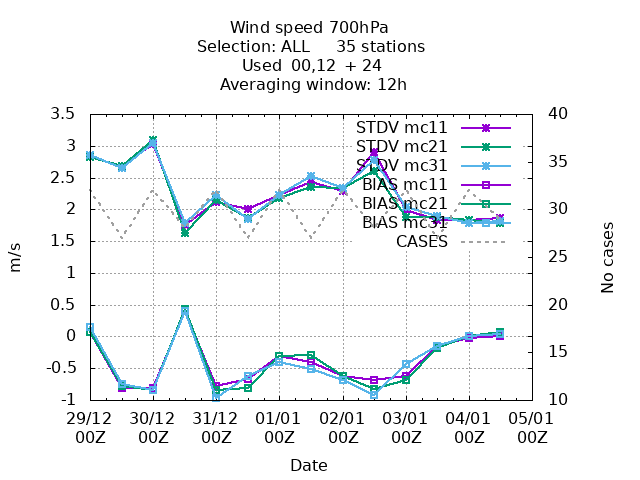 Wind speed 700hPa
Selection: ALL 35 stations
Used 00,12 + 24
Averaging window: 12h
3.5
3
2.5
2
1.5
1
0.5
0
-0.5
-1
m/s
40
35
30
25
20
15
10
No cases
STDV mc11
STDV mc21
STDV mc31
BIAS mc11
BIAS mc21
BIAS mc31
CASES
29/12 30/12 31/12 01/01 02/01 03/01 04/01 05/01
00Z 00Z 00Z 00Z 00Z 00Z 00Z 00Z
Date